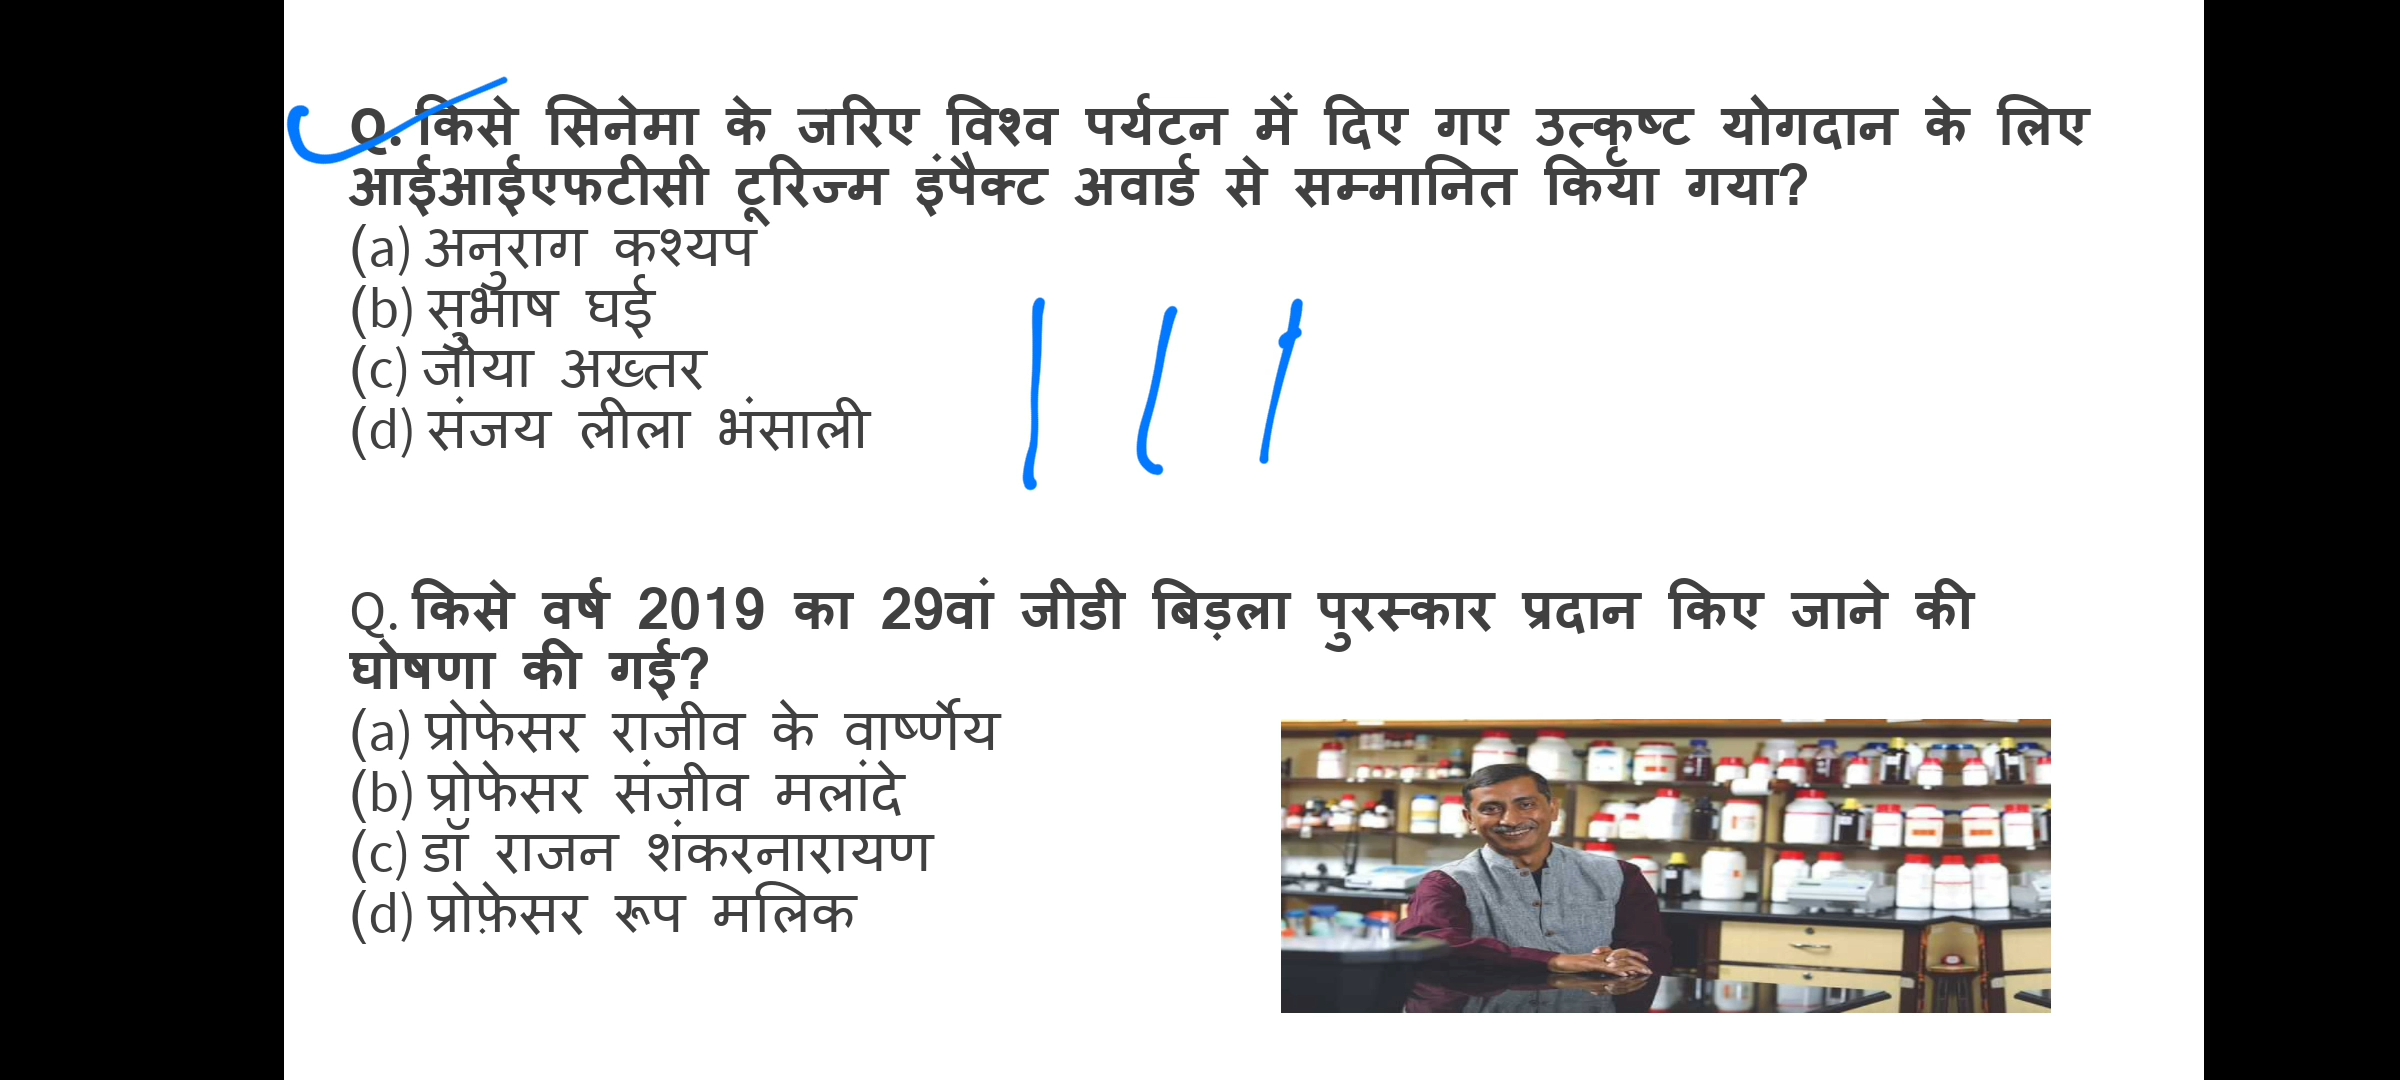 Q. किसे सिनेमा के जरिए विश्व पर्यटन में दिए गए उत्कृष्ट योगदान के लिए
आईआईएफटीसी टूरिज्म इंपैक्ट अवार्ड से सम्मानित किया गया?
(a) अनुराग कश्यप
(b) सुभाष घई
(c) जोया अख्तर
(d) संजय लीला भंसाली
Q. किसे वर्ष 2019 का 29वां जीडी बिड़ला पुरस्कार प्रदान किए जाने की
घोषणा की गई?
(a) प्रोफेसर राजीव के वार्ष्णेय
(b) प्रोफेसर संजीव मलांदे
(c) डॉ राजन शंकरनारायण
(d) प्रोफ़ेसर रूप मलिक